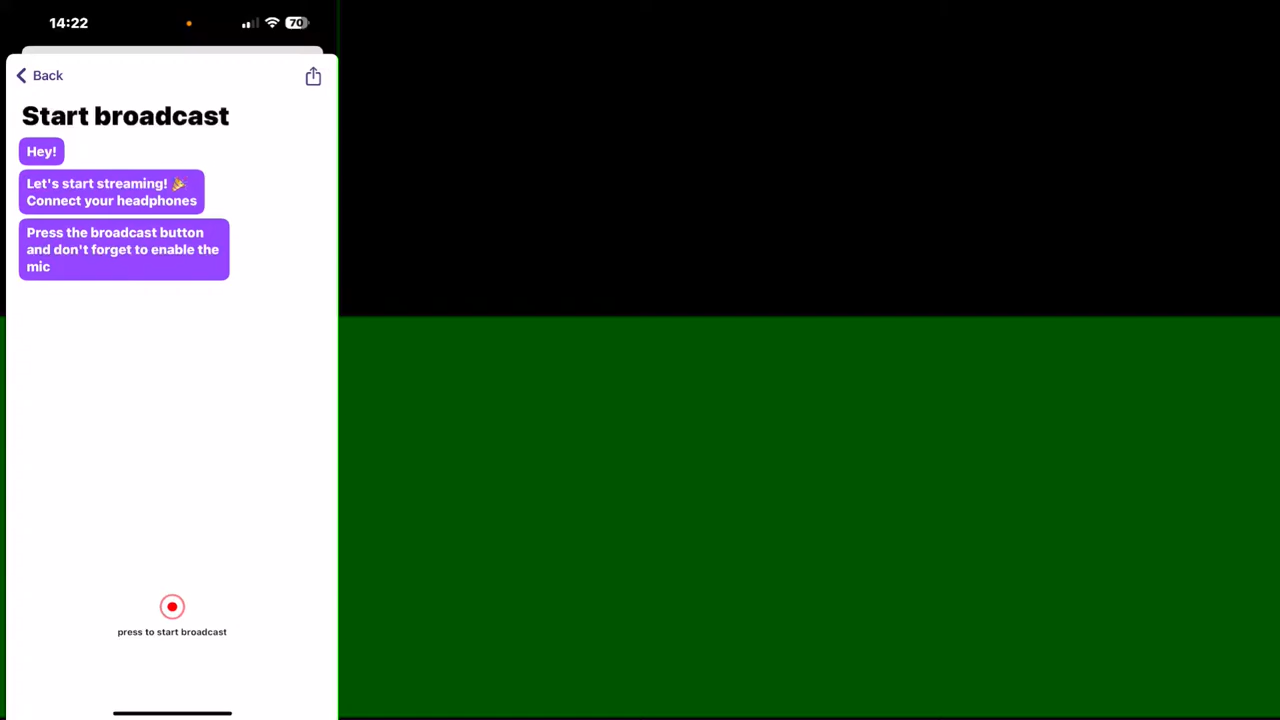 14:22
70
Back
Start broadcast
Hey!
Let's start streaming! 🎉
Connect your headphones
Press the broadcast button
and don't forget to enable the
mic
press to start broadcast